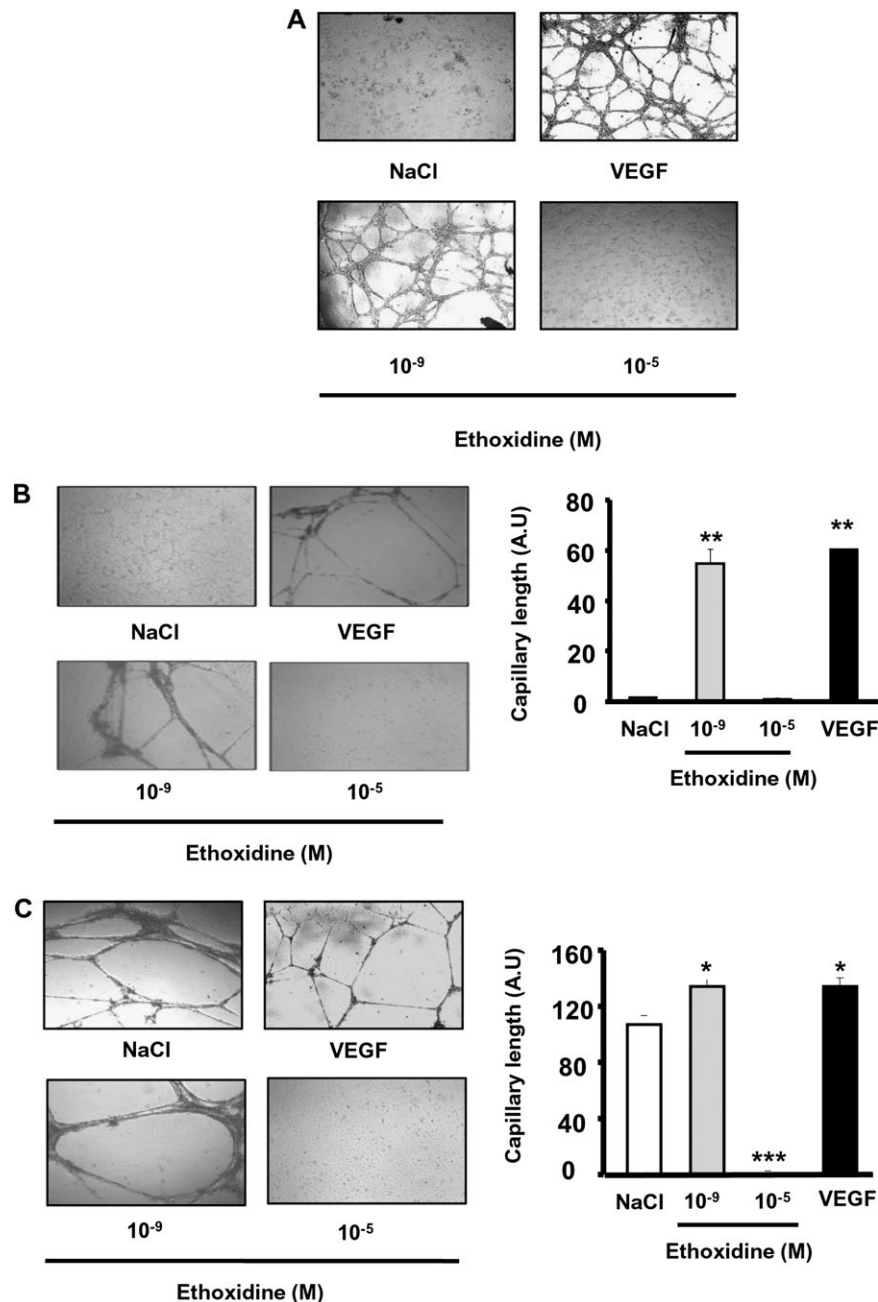 A
NaCl VEGF
10⁻⁹ 10⁻⁵
Ethoxidine (M)
B
NaCl VEGF
10⁻⁹ 10⁻⁵
Ethoxidine (M)
Capillary length (A.U)
80
60
40
20
0
** **
NaCl 10⁻⁹ 10⁻⁵ VEGF
Ethoxidine (M)
C
NaCl VEGF
10⁻⁹ 10⁻⁵
Ethoxidine (M)
Capillary length (A.U)
160
120
80
40
0
* *** *
NaCl 10⁻⁹ 10⁻⁵ VEGF
Ethoxidine (M)